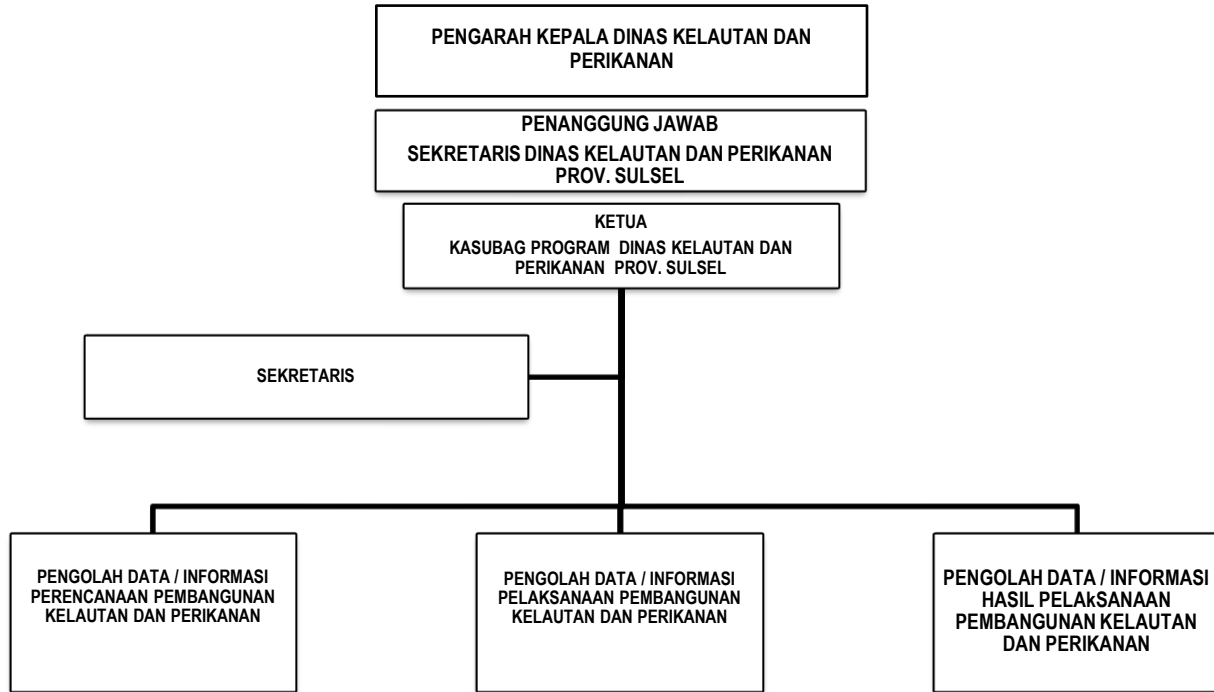 PENGARAH KEPALA DINAS KELAUTAN DAN
PERIKANAN
PENANGGUNG JAWAB
SEKRETARIS DINAS KELAUTAN DAN PERIKANAN
PROV. SULSEL
KETUA
KASUBAG PROGRAM DINAS KELAUTAN DAN
PERIKANAN PROV. SULSEL
SEKRETARIS
PENGOLAH DATA / INFORMASI
PERENCANAAN PEMBANGUNAN
KELAUTAN DAN PERIKANAN
PENGOLAH DATA / INFORMASI
PELAKSANAAN PEMBANGUNAN
KELAUTAN DAN PERIKANAN
PENGOLAH DATA / INFORMASI
HASIL PELAkSANAAN
PEMBANGUNAN KELAUTAN
DAN PERIKANAN